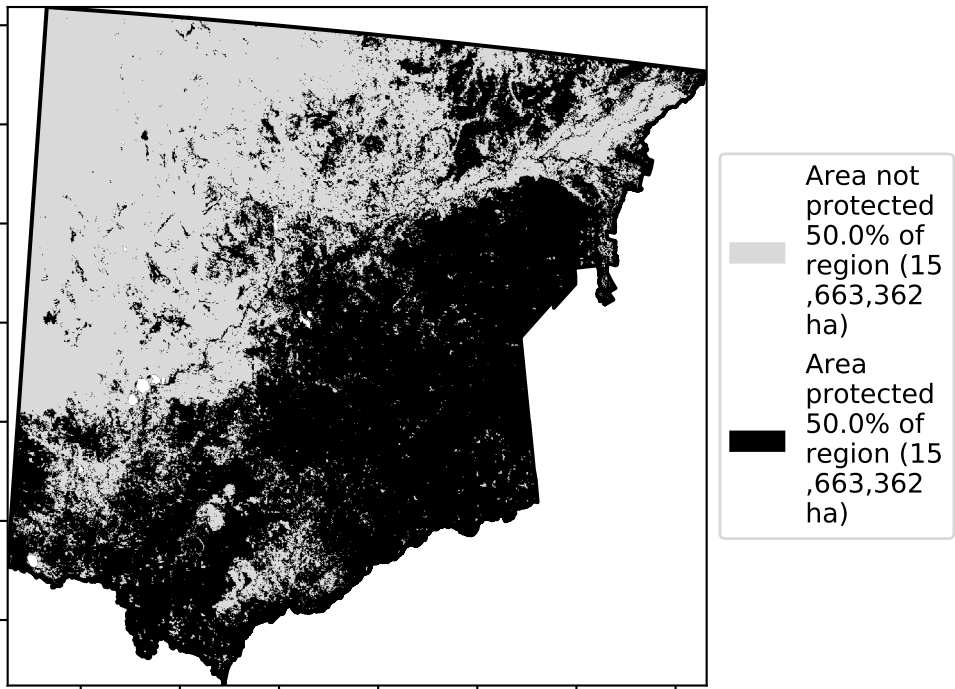 Area not
protected
50.0% of
region (15
,663,362
ha)
Area
protected
50.0% of
region (15
,663,362
ha)